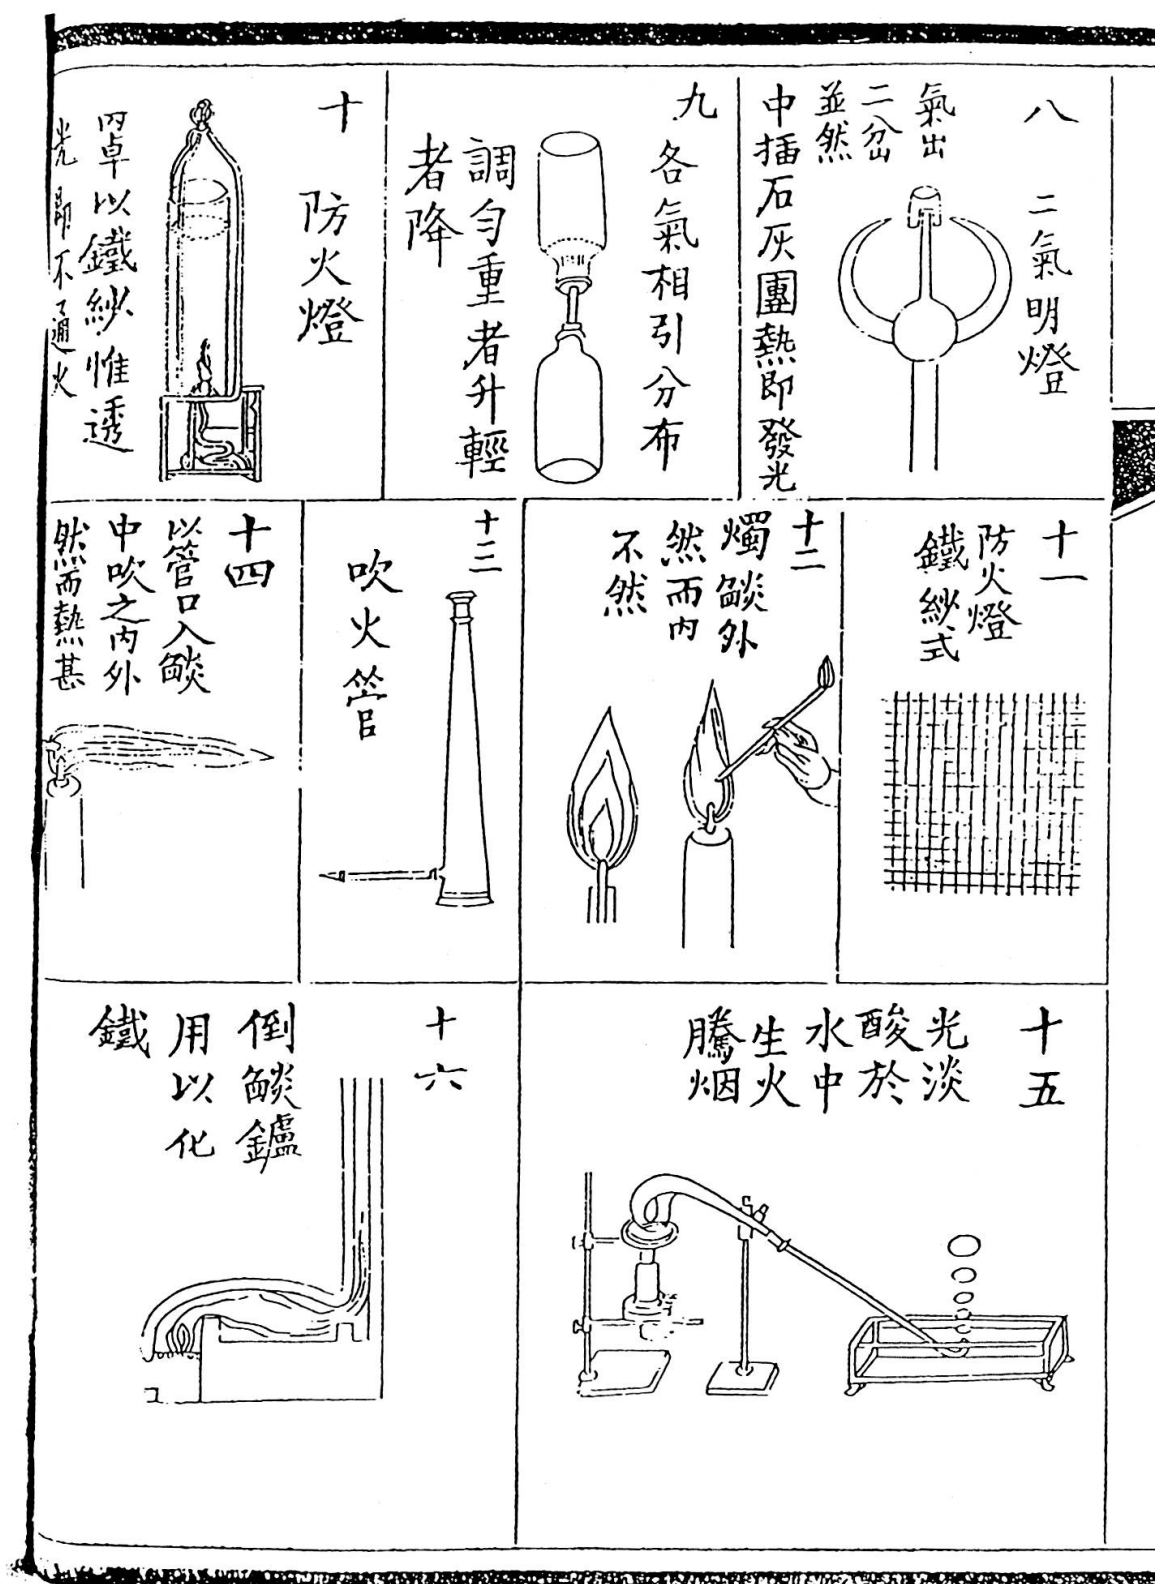 八
二氣明燈
氣出
二岔
並然
中揷石灰團熱即發光
九
各氣相引分布
調勻重者升輕
者降
十
防火燈
罩以鐵紗惟透
光不通火
十一
防火燈
鐵紗式
十二
燭燄外
然而內
不然
十三
吹火管
十四
以管口入燄
中吹之內外
然而熱甚
十五
光淡
酸於
水中
生火
騰烟
十六
倒燄鑪
用以化
鐵